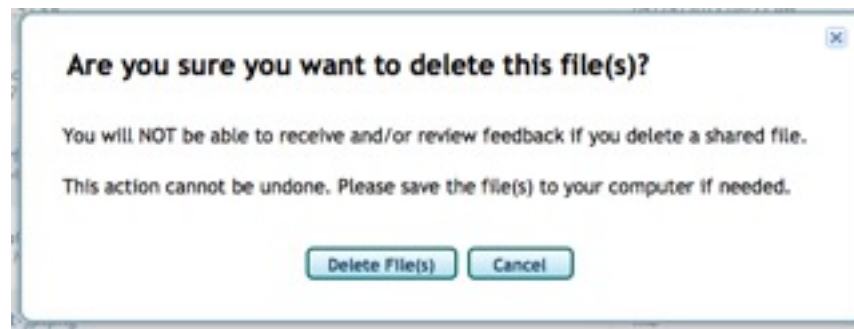 Are you sure you want to delete this file(s)?
You will NOT be able to receive and/or review feedback if you delete a shared file.
This action cannot be undone. Please save the file(s) to your computer if needed.
Delete File(s) Cancel